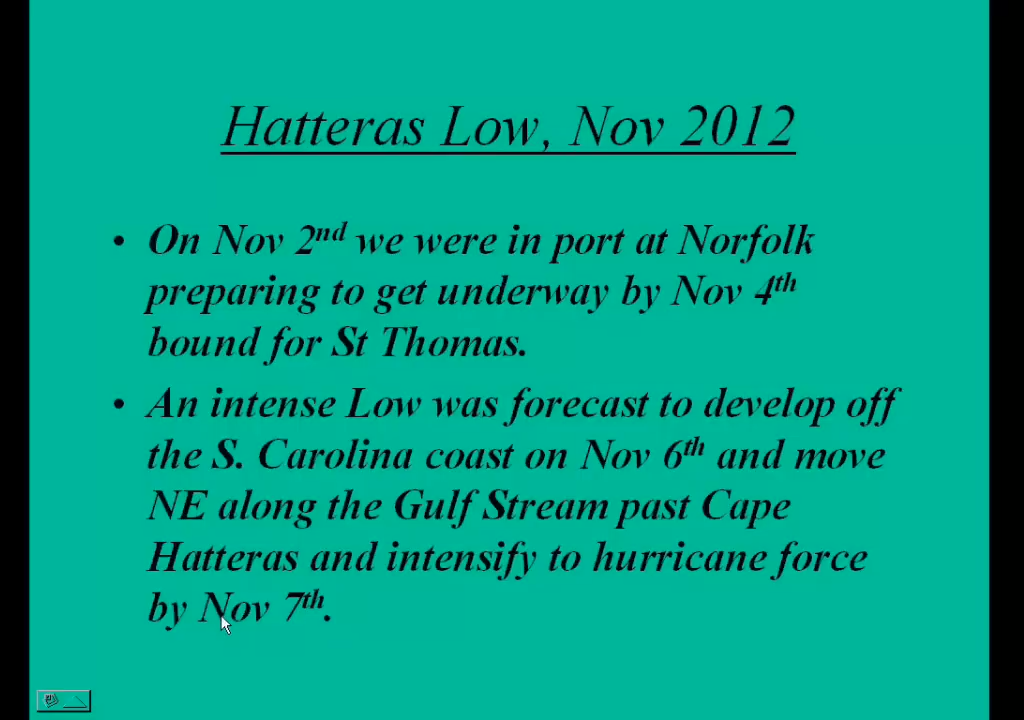 Hatteras Low, Nov 2012
• On Nov 2nd we were in port at Norfolk
preparing to get underway by Nov 4th
bound for St Thomas.
• An intense Low was forecast to develop off
the S. Carolina coast on Nov 6th and move
NE along the Gulf Stream past Cape
Hatteras and intensify to hurricane force
by Nov 7th.